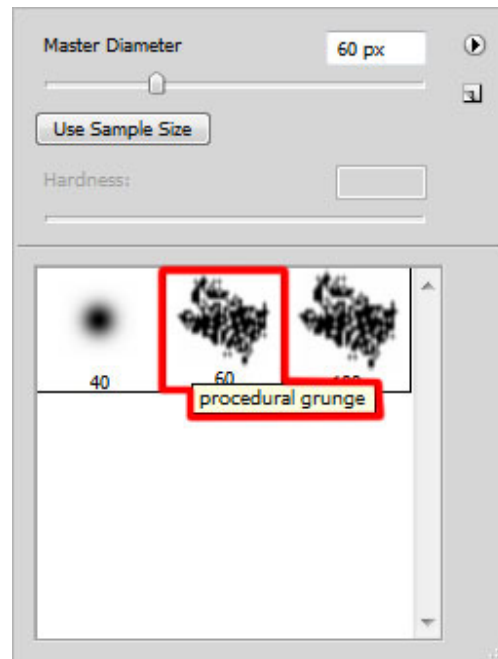 Master Diameter 60 px
Use Sample Size
Hardness:
40 60
procedural grunge